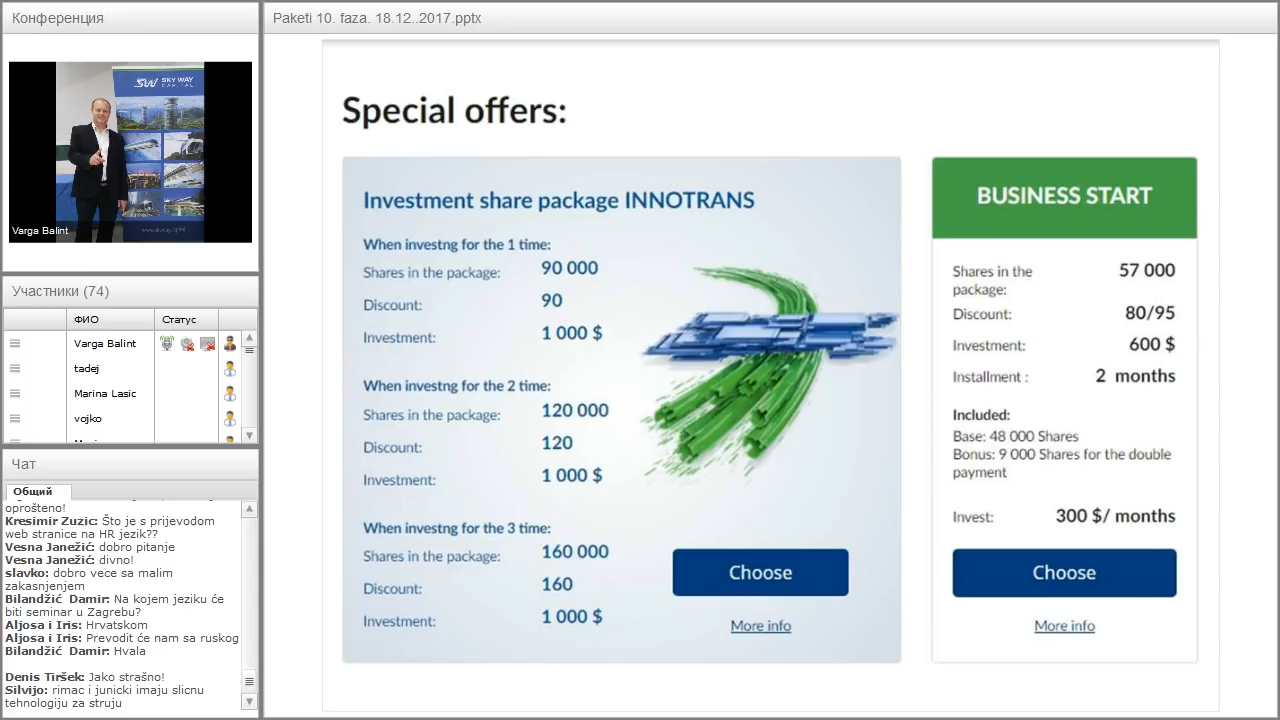 Конференция
SW SKY WAY
CAPITAL
Varga Balint
Участники (74)
ФИО
Статус
Varga Balint
tadej
Marina Lasic
vojko
Чат
Общий
oprošteno!
Kresimir Zuzic: Što je s prijevodom
web stranice na HR jezik??
Vesna Janežić: dobro pitanje
Vesna Janežić: divno!
slavko: dobro vece sa malim
zakasnjenjem
Bilandžić Damir: Na kojem jeziku će
biti seminar u Zagrebu?
Aljosa i Iris: Hrvatskom
Aljosa i Iris: Prevodit će nam sa ruskog
Bilandžić Damir: Hvala
Denis Tiršek: Jako strašno!
Silvijo: rimac i junicki imaju slicnu
tehnologiju za struju
Paketi 10. faza. 18.12..2017.pptx
Special offers:
Investment share package INNOTRANS
When investng for the 1 time:
Shares in the package: 90 000
Discount: 90
Investment: 1 000 $
When investng for the 2 time:
Shares in the package: 120 000
Discount: 120
Investment: 1 000 $
When investng for the 3 time:
Shares in the package: 160 000
Discount: 160
Investment: 1 000 $
Choose
More info
BUSINESS START
Shares in the
package: 57 000
Discount: 80/95
Investment: 600 $
Installment : 2 months
Included:
Base: 48 000 Shares
Bonus: 9 000 Shares for the double
payment
Invest: 300 $/ months
Choose
More info